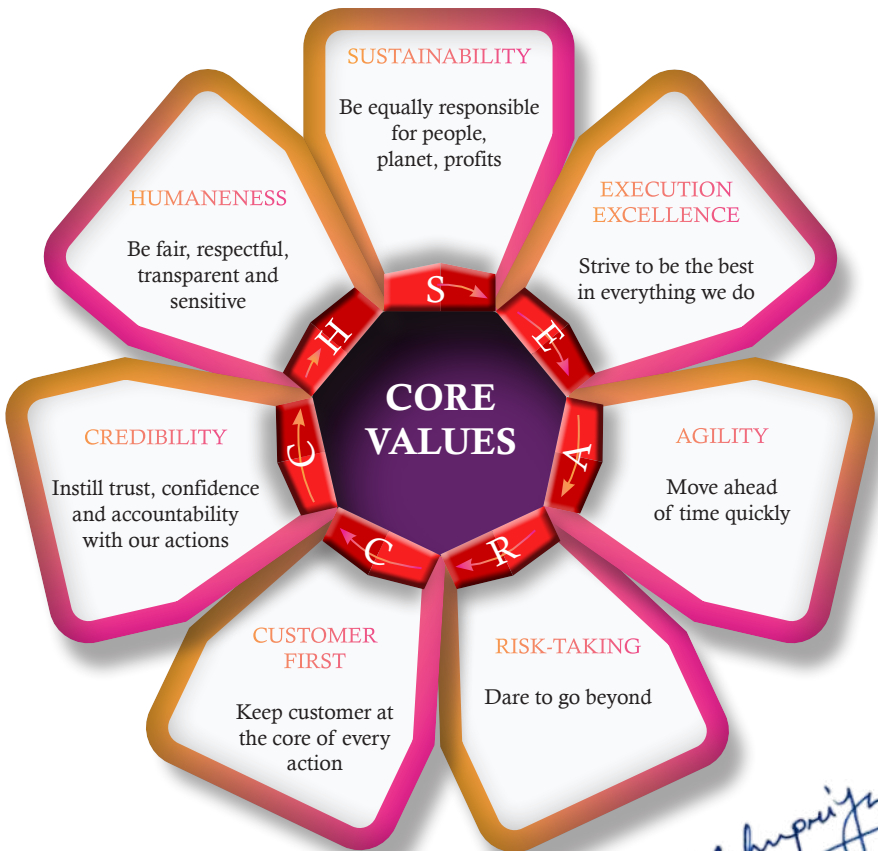 SUSTAINABILITY
Be equally responsible
for people,
planet, profits
EXECUTION
EXCELLENCE
Strive to be the best
in everything we do
AGILITY
Move ahead
of time quickly
RISK-TAKING
Dare to go beyond
CUSTOMER
FIRST
Keep customer at
the core of every
action
CREDIBILITY
Instill trust, confidence
and accountability
with our actions
HUMANENESS
Be fair, respectful,
transparent and
sensitive
S
E
A
R
C
C
H
CORE
VALUES